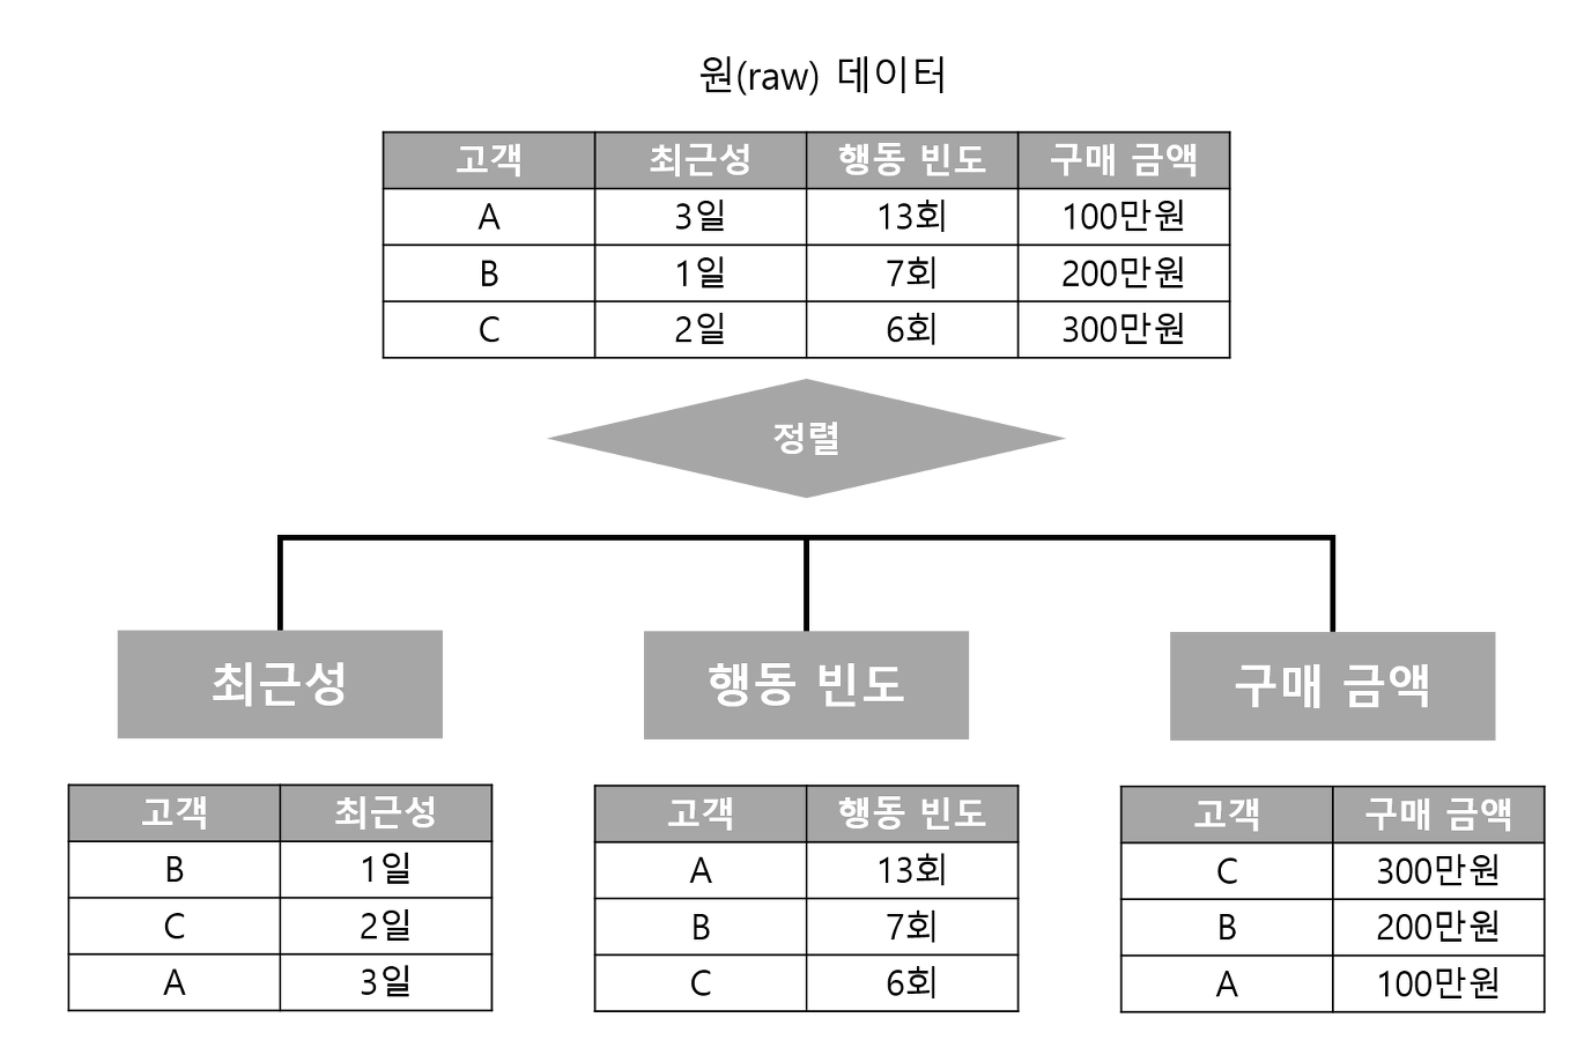 원(raw) 데이터
고객 최근성 행동 빈도 구매 금액
A 3일 13회 100만원
B 1일 7회 200만원
C 2일 6회 300만원
정렬
최근성 행동 빈도 구매 금액
고객 최근성
B 1일
C 2일
A 3일
고객 행동 빈도
A 13회
B 7회
C 6회
고객 구매 금액
C 300만원
B 200만원
A 100만원